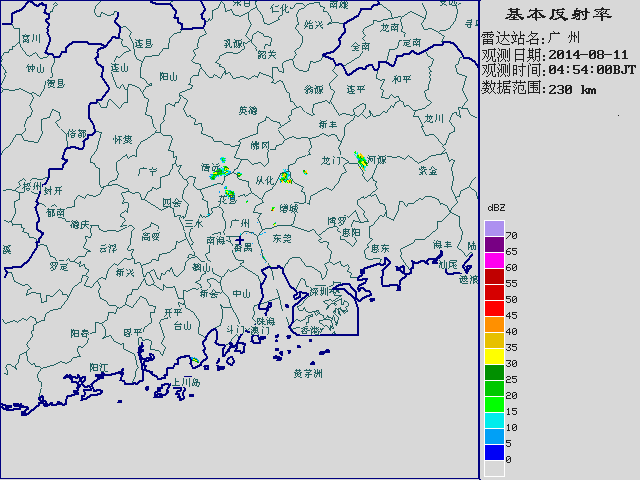 基本反射率
雷达站名:广 州
观测日期:2014-08-11
观测时间:04:54:00BJT
数据范围:230 km
dBZ
70
65
60
55
50
45
40
35
30
25
20
15
10
5
0
仁化
始兴
南雄
富川
连县
乳源
韶关
龙南
定南
全南
寻
钟山
贺县
连山
阳山
翁源
连平
和平
英德
新丰
龙川
怀集
佛冈
广宁
清远
从化
龙门
河源
紫金
梧州
封开
郁南
四会
花县
增城
三水
广州
博罗
惠阳
云浮
高要
南海
番禺
东莞
惠东
海丰
陆
汕尾
罗定
新兴
鹤山
新会
中山
深圳
开平
台山
斗门
珠海
澳门
香港
阳春
恩平
阳江
上川岛
黄茅洲